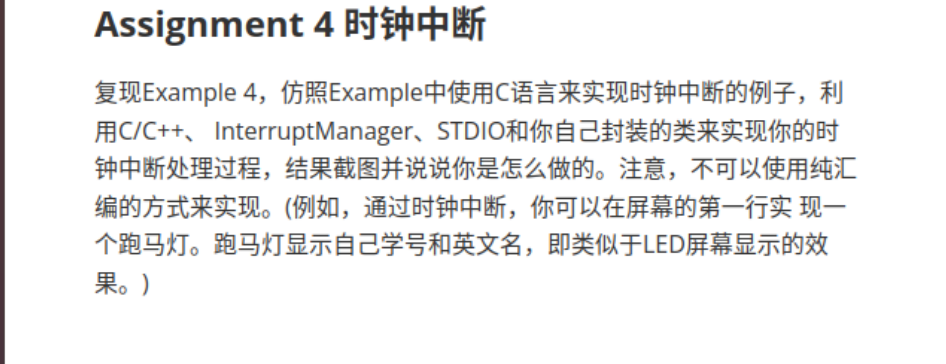 Assignment 4 时钟中断
复现Example 4，仿照Example中使用C语言来实现时钟中断的例子，利
用C/C++、 InterruptManager、STDIO和你自己封装的类来实现你的时
钟中断处理过程，结果截图并说说你是怎么做的。注意，不可以使用纯汇
编的方式来实现。(例如，通过时钟中断，你可以在屏幕的第一行实 现一
个跑马灯。跑马灯显示自己学号和英文名，即类似于LED屏幕显示的效
果。)